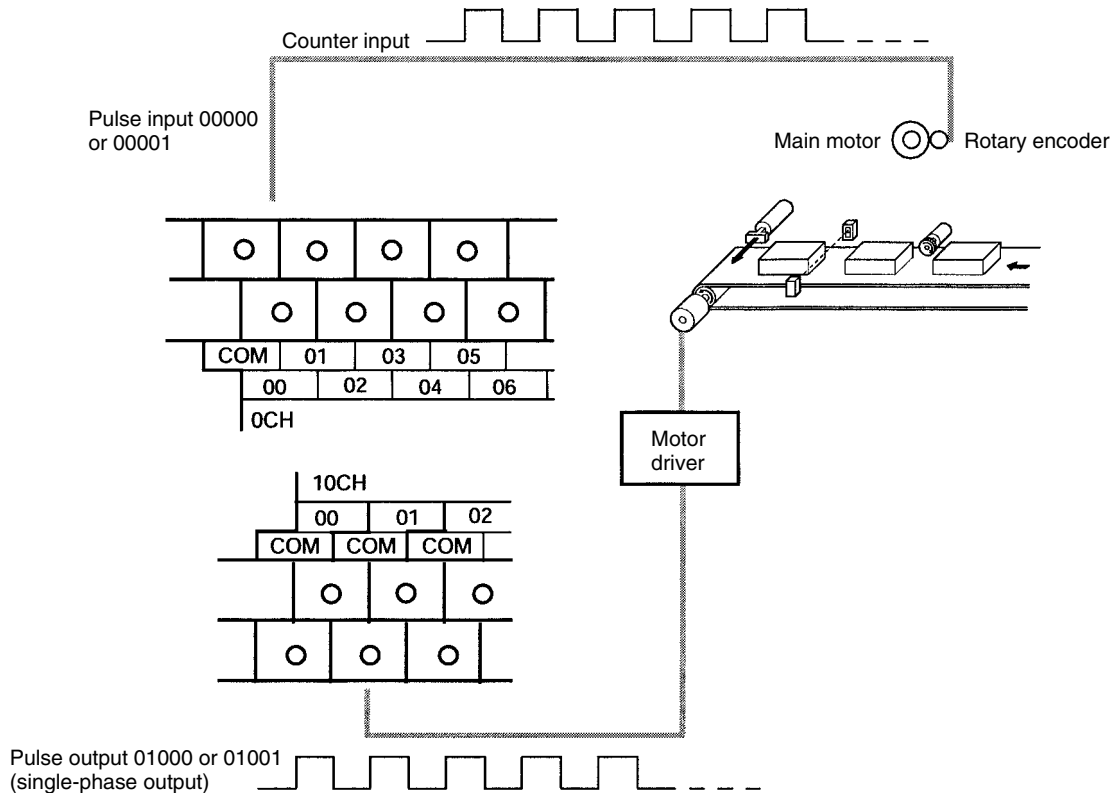 Counter input
Pulse input 00000
or 00001
Main motor
Rotary encoder
COM 01 03 05
00 02 04 06
0CH
Motor
driver
10CH
00 01 02
COM COM COM
Pulse output 01000 or 01001
(single-phase output)